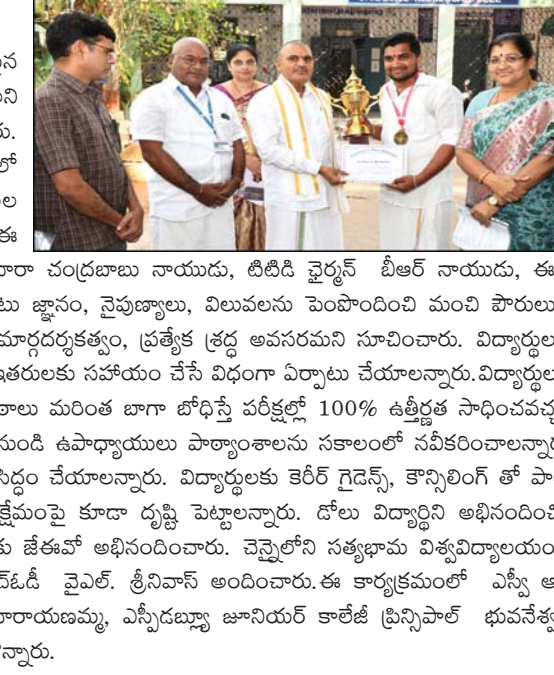 ని
రు.
లో
ల
ఈ
నారా చంద్రబాబు నాయుడు, టిటిడి ఛైర్మన్ బీఆర్ నాయుడు, ఈ
టు జ్ఞానం, నైపుణ్యాలు, విలువలను పెంపొందించి మంచి పౌరులు
మార్గదర్శకత్వం, ప్రత్యేక శ్రద్ధ అవసరమని సూచించారు. విద్యార్థుల
ఇతరులకు సహాయం చేసే విధంగా ఏర్పాటు చేయాలన్నారు.విద్యార్థుల
ఠాలు మరింత బాగా బోధిస్తే పరీక్షల్లో 100% ఉత్తీర్ణత సాధించవచ్చ
నుండి ఉపాధ్యాయులు పాఠ్యాంశాలను సకాలంలో నవీకరించాలన్నార
సిద్ధం చేయాలన్నారు. విద్యార్థులకు కెరీర్ గైడెన్స్, కౌన్సిలింగ్ తో పా
క్షేమంపై కూడా దృష్టి పెట్టాలన్నారు. డోలు విద్యార్థిని అభినందించి
కు జేఈవో అభినందించారు. చెన్నైలోని సత్యభామ విశ్వవిద్యాలయం
చ్ఓడీ వైఎల్. శ్రీనివాస్ అందించారు.ఈ కార్యక్రమంలో ఎస్వీ ఆ
నారాయణమ్మ, ఎస్పీడబ్ల్యూ జూనియర్ కాలేజీ ప్రిన్సిపాల్ భువనేశ్వ
న్నారు.